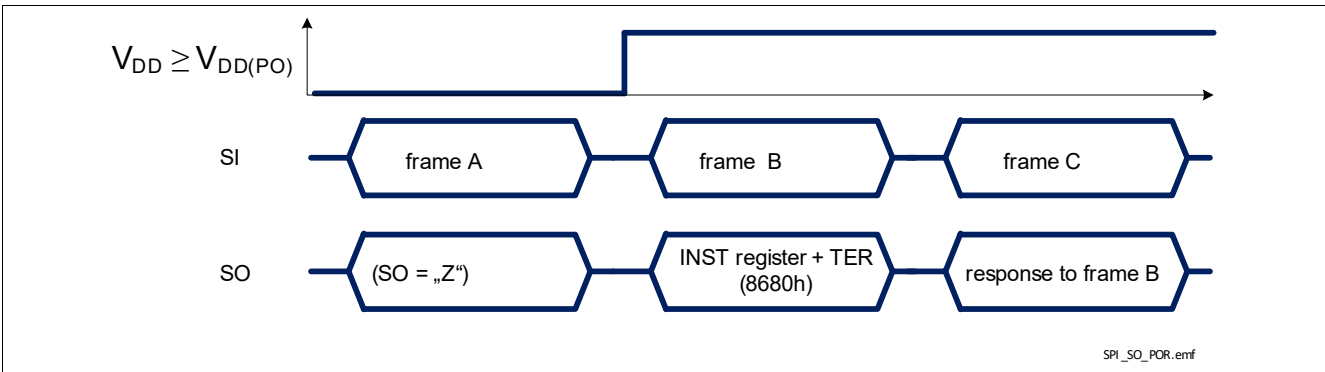 VDD ≥ VDD(PO)
SI
frame A
frame B
frame C
SO
(SO = „Z“)
INST register + TER
(8680h)
response to frame B
SPI_SO_POR.emf